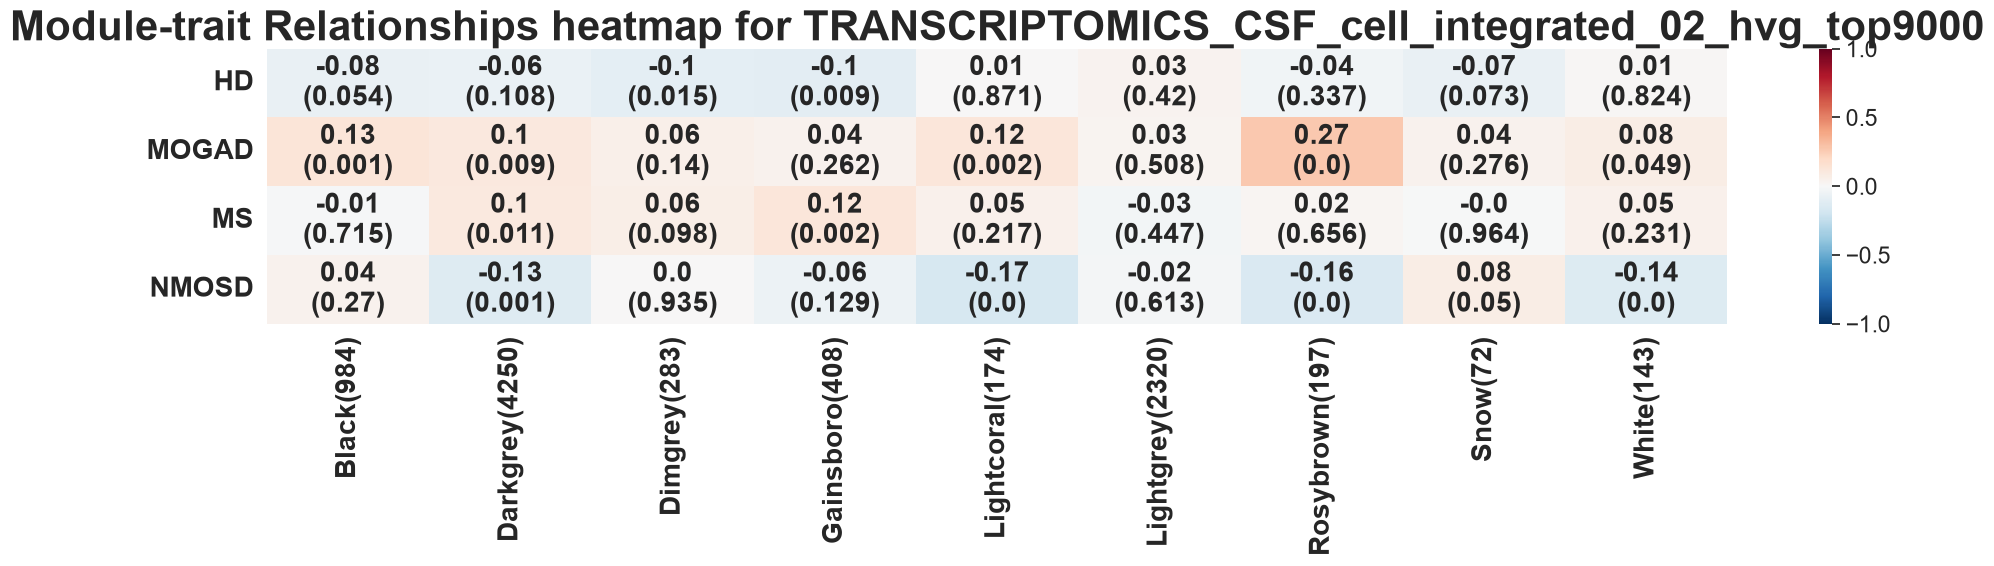 Module-trait Relationships heatmap for TRANSCRIPTOMICS_CSF_cell_integrated_02_hvg_top9000
HD -0.08 -0.06 -0.1 -0.1 0.01 0.03 -0.04 -0.07 0.01
(0.054) (0.108) (0.015) (0.009) (0.871) (0.42) (0.337) (0.073) (0.824)
MOGAD 0.13 0.1 0.06 0.04 0.12 0.03 0.27 0.04 0.08
(0.001) (0.009) (0.14) (0.262) (0.002) (0.508) (0.0) (0.276) (0.049)
MS -0.01 0.1 0.06 0.12 0.05 -0.03 0.02 -0.0 0.05
(0.715) (0.011) (0.098) (0.002) (0.217) (0.447) (0.656) (0.964) (0.231)
NMOSD 0.04 -0.13 0.0 -0.06 -0.17 -0.02 -0.16 0.08 -0.14
(0.27) (0.001) (0.935) (0.129) (0.0) (0.613) (0.0) (0.05) (0.0)
Black(984)
Darkgrey(4250)
Dimgrey(283)
Gainsboro(408)
Lightcoral(174)
Lightgrey(2320)
Rosybrown(197)
Snow(72)
White(143)
1.0
0.5
0.0
−0.5
−1.0